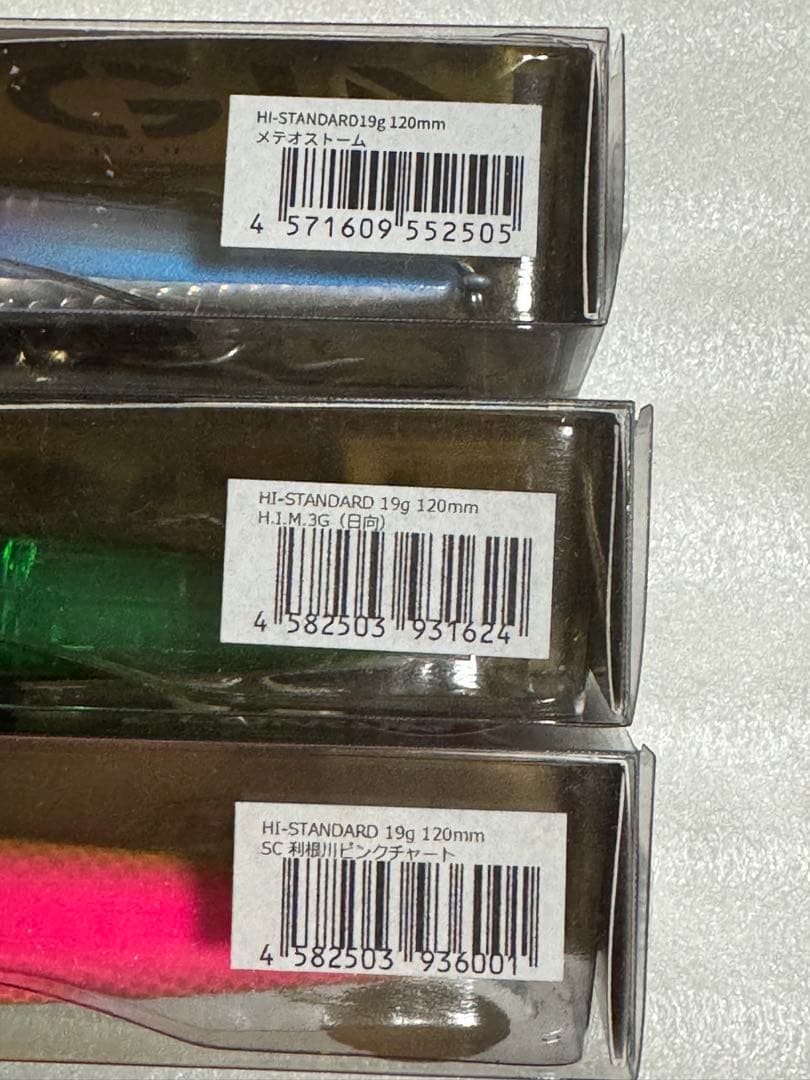 HI-STANDARD19g 120mm
メテオストーム
4 571609 552505
HI-STANDARD 19g 120mm
H.I.M.3G（日向）
4 582503 931624
HI-STANDARD 19g 120mm
SC 利根川ピンクチャート
4 582503 936001